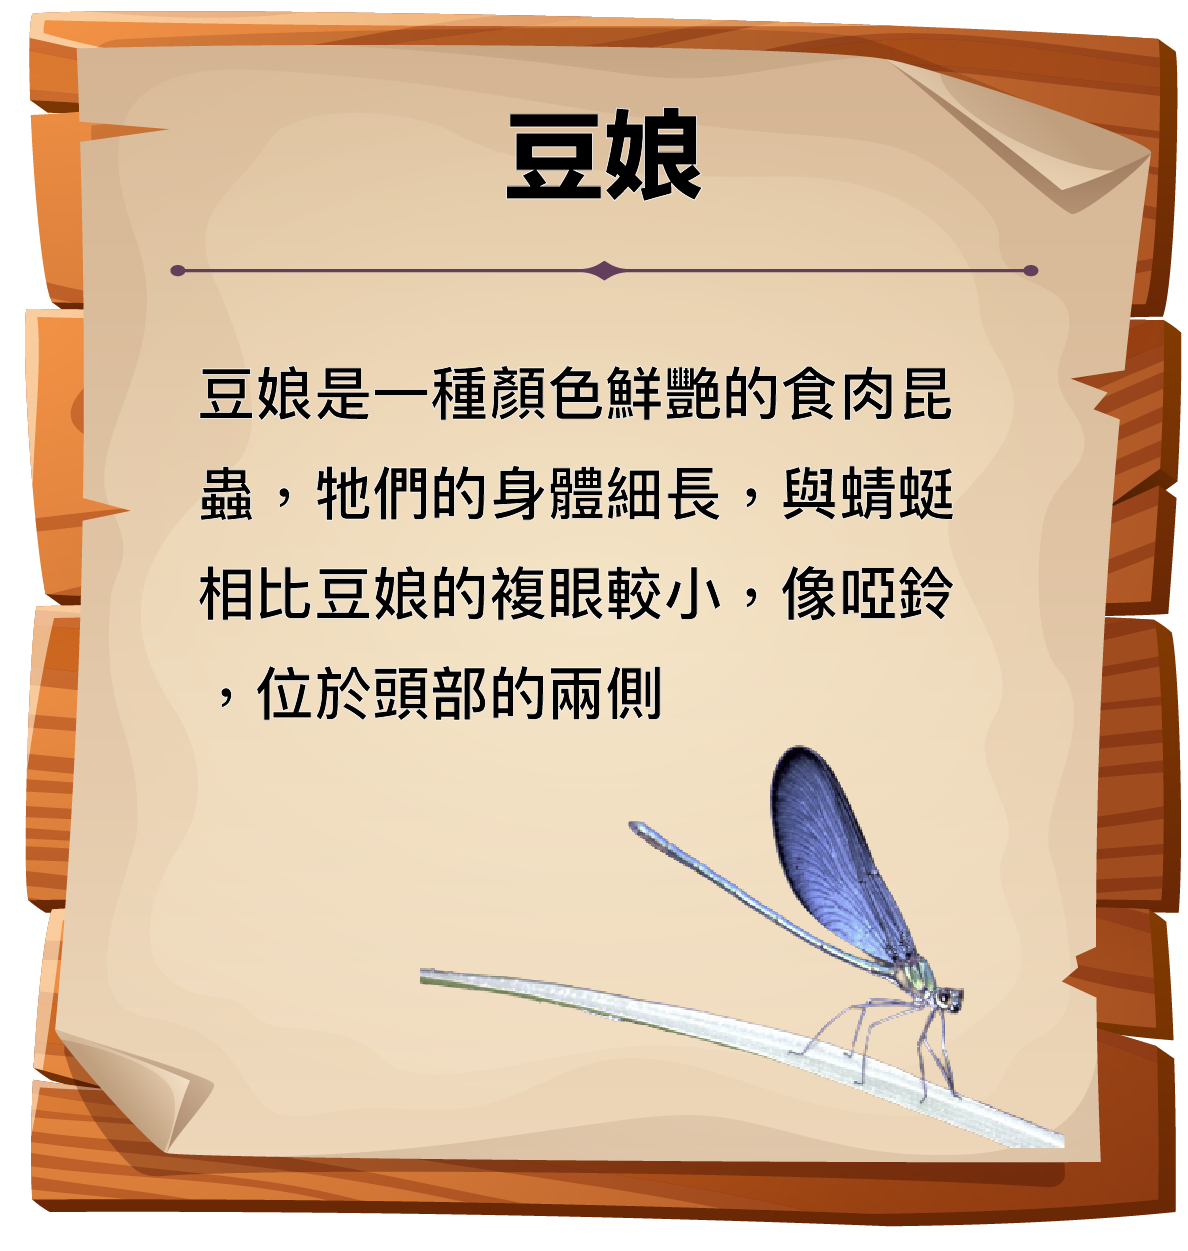 豆娘
豆娘是一種顏色鮮艷的食肉昆
蟲，牠們的身體細長，與蜻蜓
相比豆娘的複眼較小，像啞鈴
，位於頭部的兩側